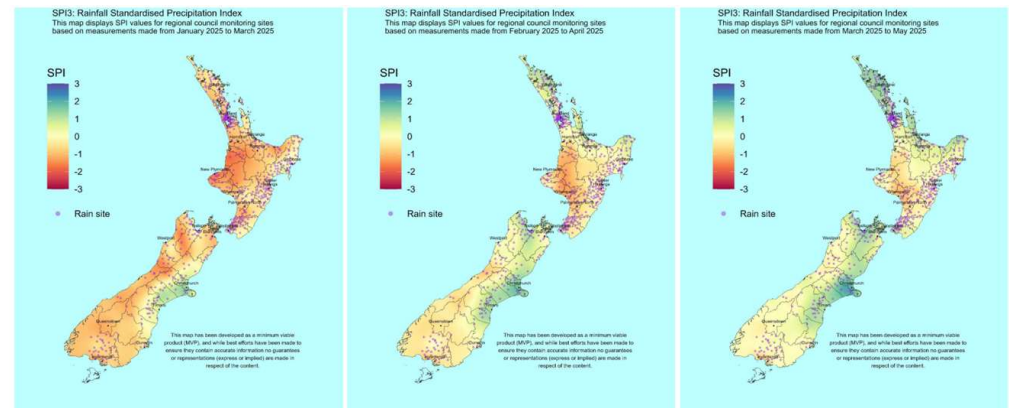 SPI3: Rainfall Standardised Precipitation Index
This map displays SPI values for regional council monitoring sites
based on measurements made from January 2025 to March 2025
SPI
3
2
1
0
-1
-2
-3
Rain site
New Plymouth
Westport
Christchurch
Queenstown
This map has been developed as a minimum viable
product (MVP), and while best efforts have been made to
ensure they contain accurate information no guarantees
or representations (express or implied) are made in
respect of the content.
SPI3: Rainfall Standardised Precipitation Index
This map displays SPI values for regional council monitoring sites
based on measurements made from February 2025 to April 2025
SPI
3
2
1
0
-1
-2
-3
Rain site
New Plymouth
Westport
Christchurch
Queenstown
This map has been developed as a minimum viable
product (MVP), and while best efforts have been made to
ensure they contain accurate information no guarantees
or representations (express or implied) are made in
respect of the content.
SPI3: Rainfall Standardised Precipitation Index
This map displays SPI values for regional council monitoring sites
based on measurements made from March 2025 to May 2025
SPI
3
2
1
0
-1
-2
-3
Rain site
New Plymouth
Westport
Christchurch
Queenstown
This map has been developed as a minimum viable
product (MVP), and while best efforts have been made to
ensure they contain accurate information no guarantees
or representations (express or implied) are made in
respect of the content.